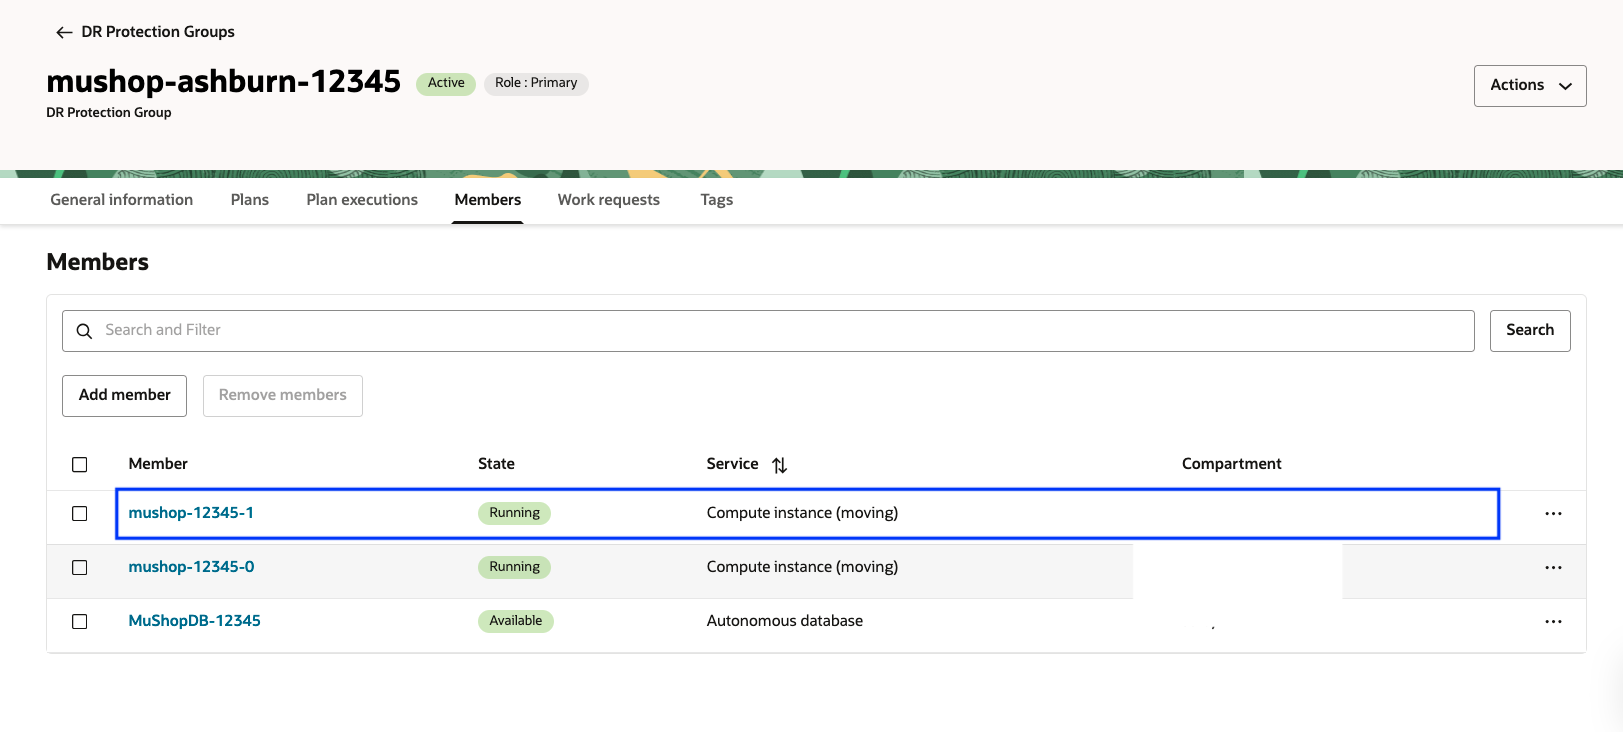 DR Protection Groups
mushop-ashburn-12345 Active Role : Primary
DR Protection Group
Actions
General information Plans Plan executions Members Work requests Tags
Members
Search and Filter Search
Add member Remove members
Member State Service Compartment
mushop-12345-1 Running Compute instance (moving)
mushop-12345-0 Running Compute instance (moving)
MuShopDB-12345 Available Autonomous database